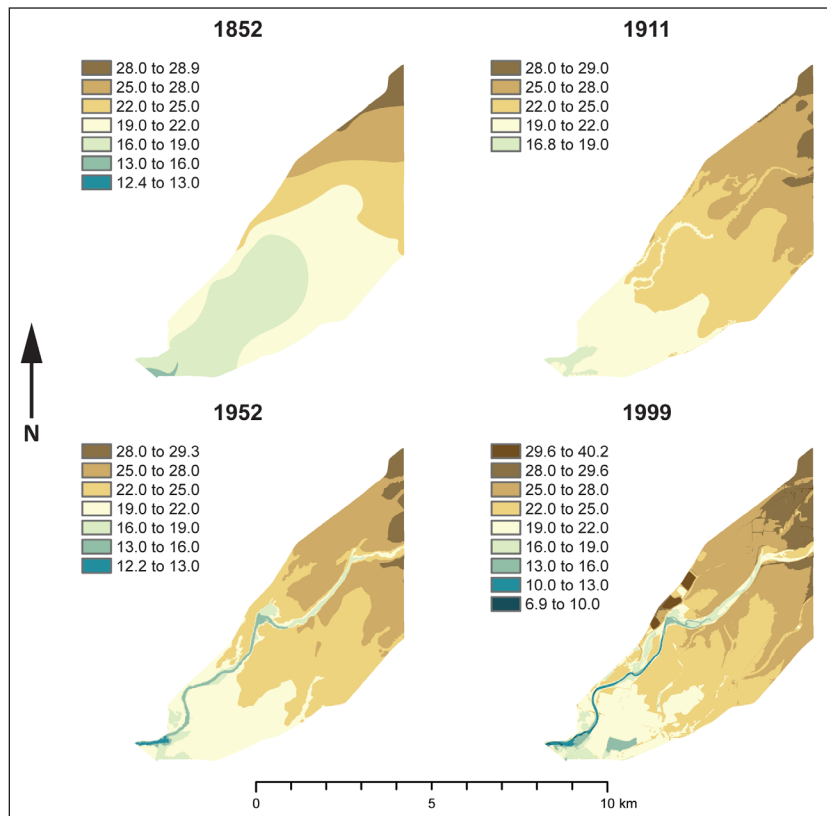 1852
28.0 to 28.9
25.0 to 28.0
22.0 to 25.0
19.0 to 22.0
16.0 to 19.0
13.0 to 16.0
12.4 to 13.0
1911
28.0 to 29.0
25.0 to 28.0
22.0 to 25.0
19.0 to 22.0
16.8 to 19.0
N
1952
28.0 to 29.3
25.0 to 28.0
22.0 to 25.0
19.0 to 22.0
16.0 to 19.0
13.0 to 16.0
12.2 to 13.0
1999
29.6 to 40.2
28.0 to 29.6
25.0 to 28.0
22.0 to 25.0
19.0 to 22.0
16.0 to 19.0
13.0 to 16.0
10.0 to 13.0
6.9 to 10.0
0 5 10 km